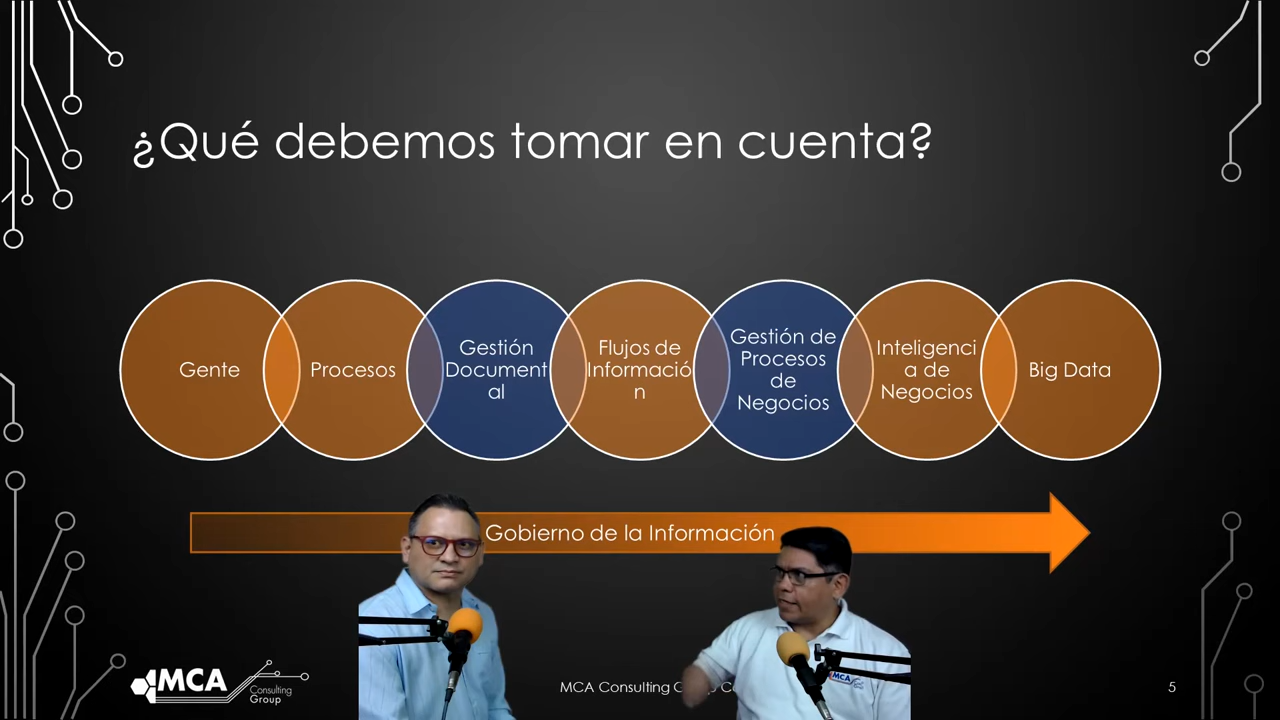 ¿Qué debemos tomar en cuenta?
Gente
Procesos
Gestión
Document
al
Flujos de
Informació
n
Gestión de
Procesos
de
Negocios
Inteligenci
a de
Negocios
Big Data
Gobierno de la Información
MCA
Consulting
Group
MCA Consulting
MCA
5